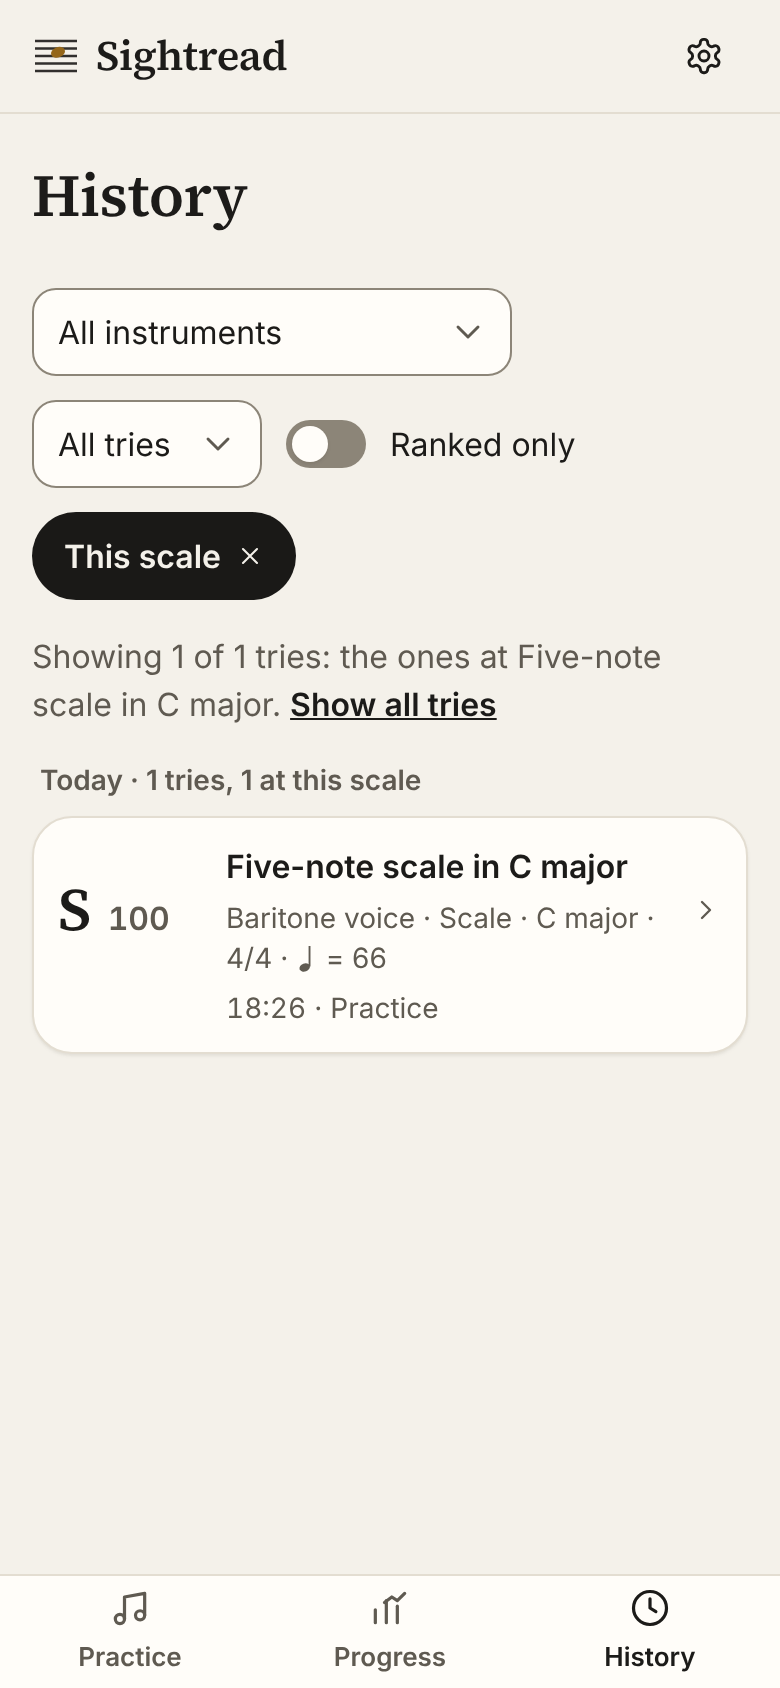 Sightread
History
All instruments
All tries
Ranked only
This scale ×
Showing 1 of 1 tries: the ones at Five-note
scale in C major. Show all tries
Today · 1 tries, 1 at this scale
S 100
Five-note scale in C major
Baritone voice · Scale · C major ·
4/4 · ♩ = 66
18:26 · Practice
Practice
Progress
History